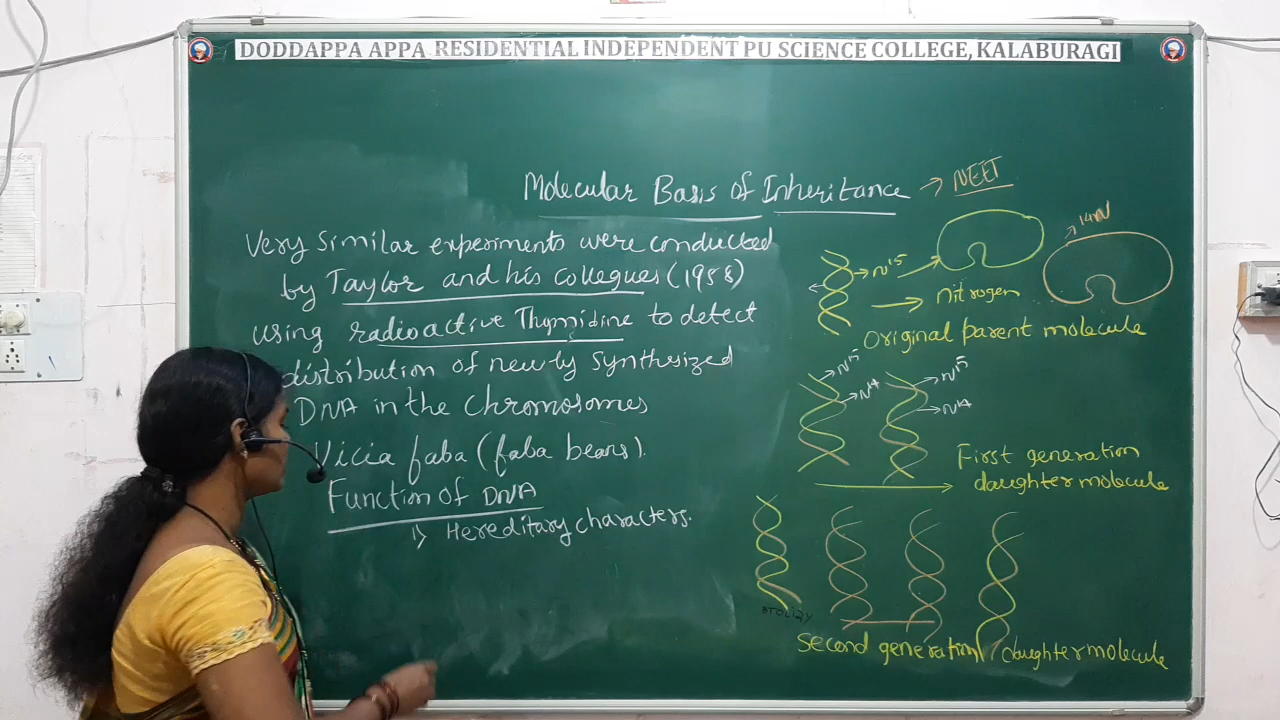 DODDAPPA APPA RESIDENTIAL INDEPENDENT PU SCIENCE COLLEGE, KALABURAGI
Molecular Basis of Inheritance → NEET
Very Similar experiments were conducted
by Taylor and his collegues (1958)
using radioactive Thymidine to detect
distribution of newly synthesized
DNA in the chromosomes
Vicia faba (faba beans).
Function of DNA
1> Hereditary characters.
14N
N15
→ nitrogen
Original parent molecule
N15
N14
N15
N14
First generation
daughter molecule
Second generation daughter molecule